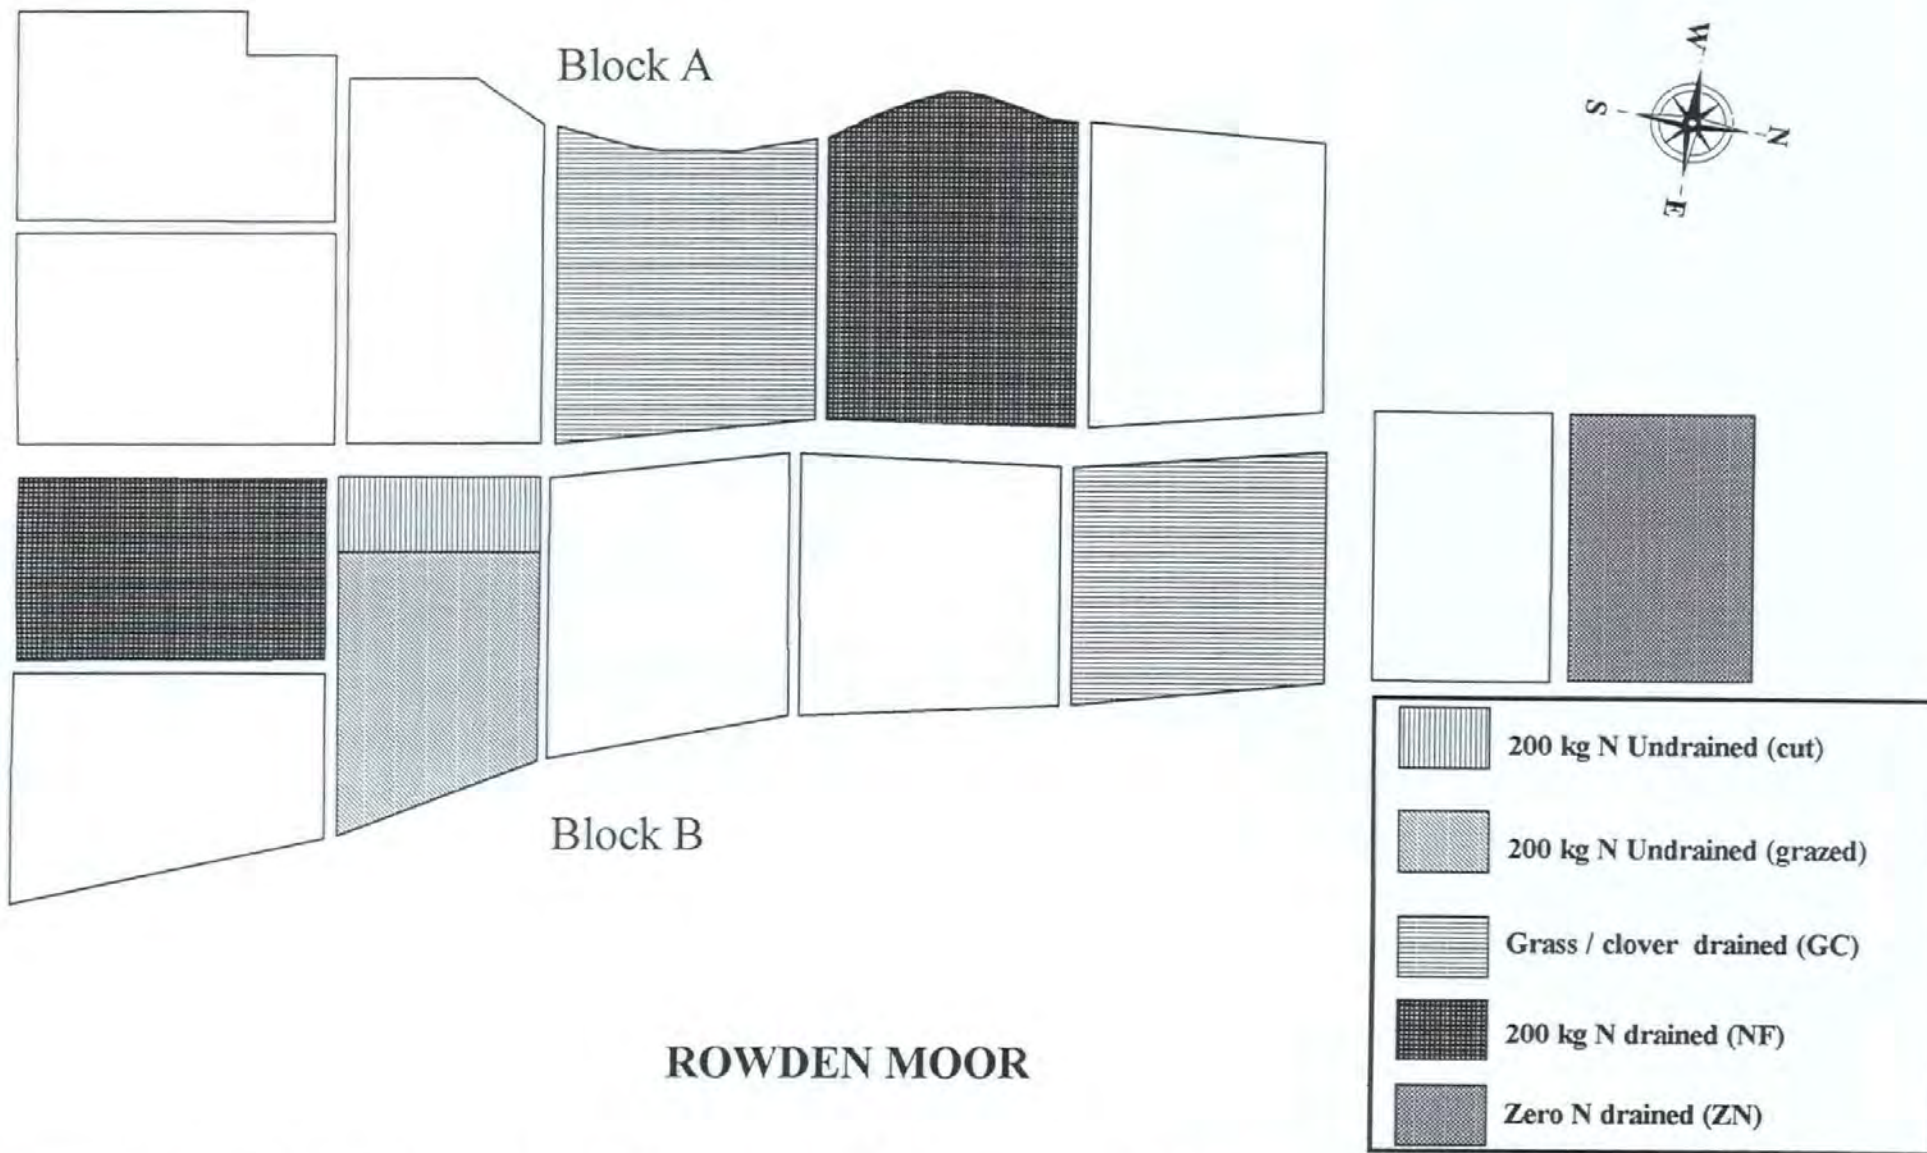 Block A
W
S
N
E
Block B
ROWDEN MOOR
200 kg N Undrained (cut)
200 kg N Undrained (grazed)
Grass / clover drained (GC)
200 kg N drained (NF)
Zero N drained (ZN)